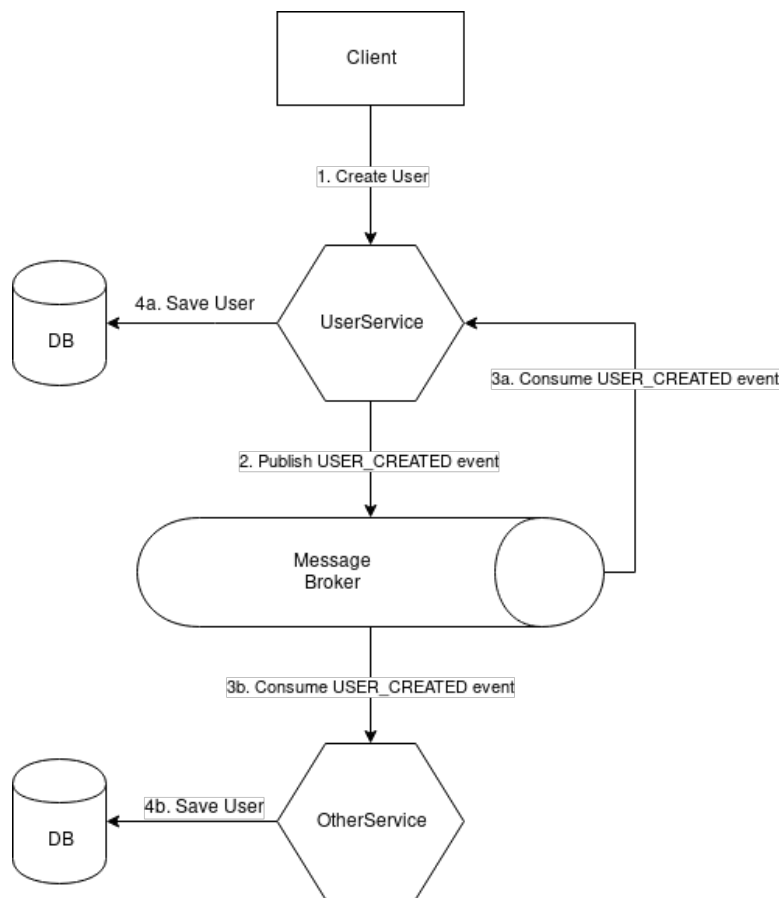 Client
1. Create User
UserService
4a. Save User
DB
3a. Consume USER_CREATED event
2. Publish USER_CREATED event
Message
Broker
3b. Consume USER_CREATED event
4b. Save User
OtherService
DB